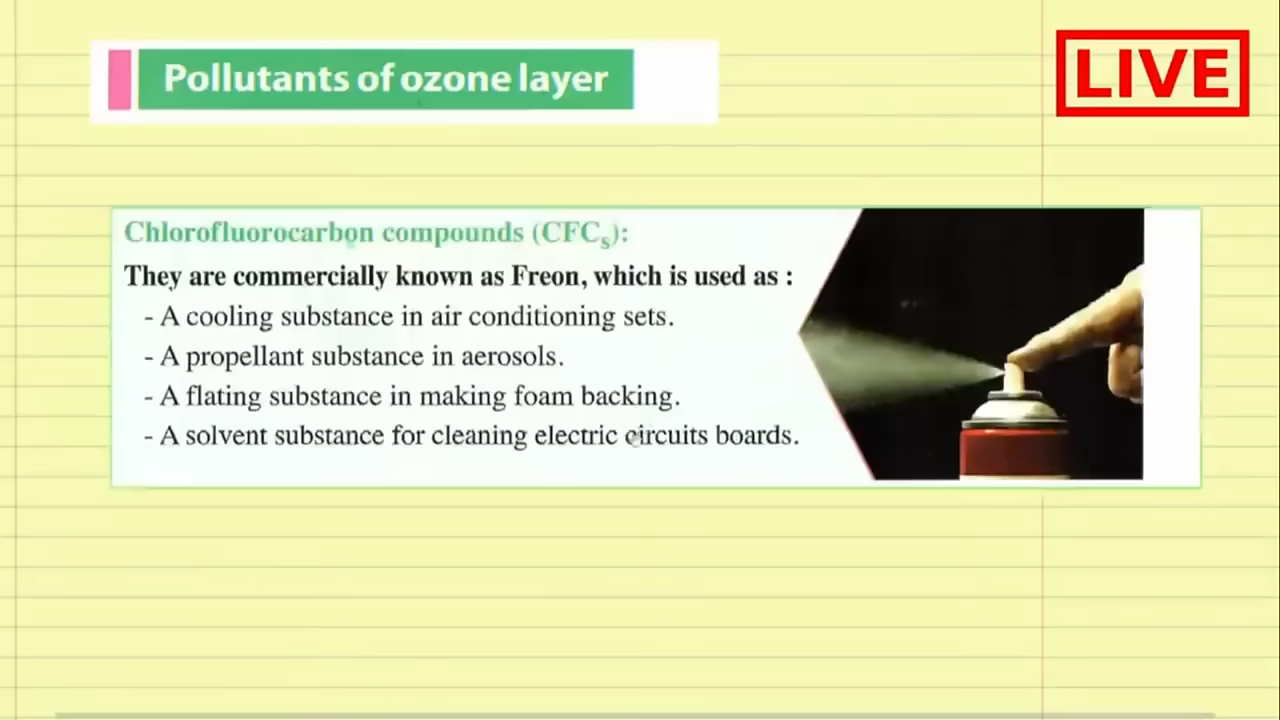 Pollutants of ozone layer
LIVE
Chlorofluorocarbon compounds (CFCs):
They are commercially known as Freon, which is used as :
- A cooling substance in air conditioning sets.
- A propellant substance in aerosols.
- A flating substance in making foam backing.
- A solvent substance for cleaning electric circuits boards.